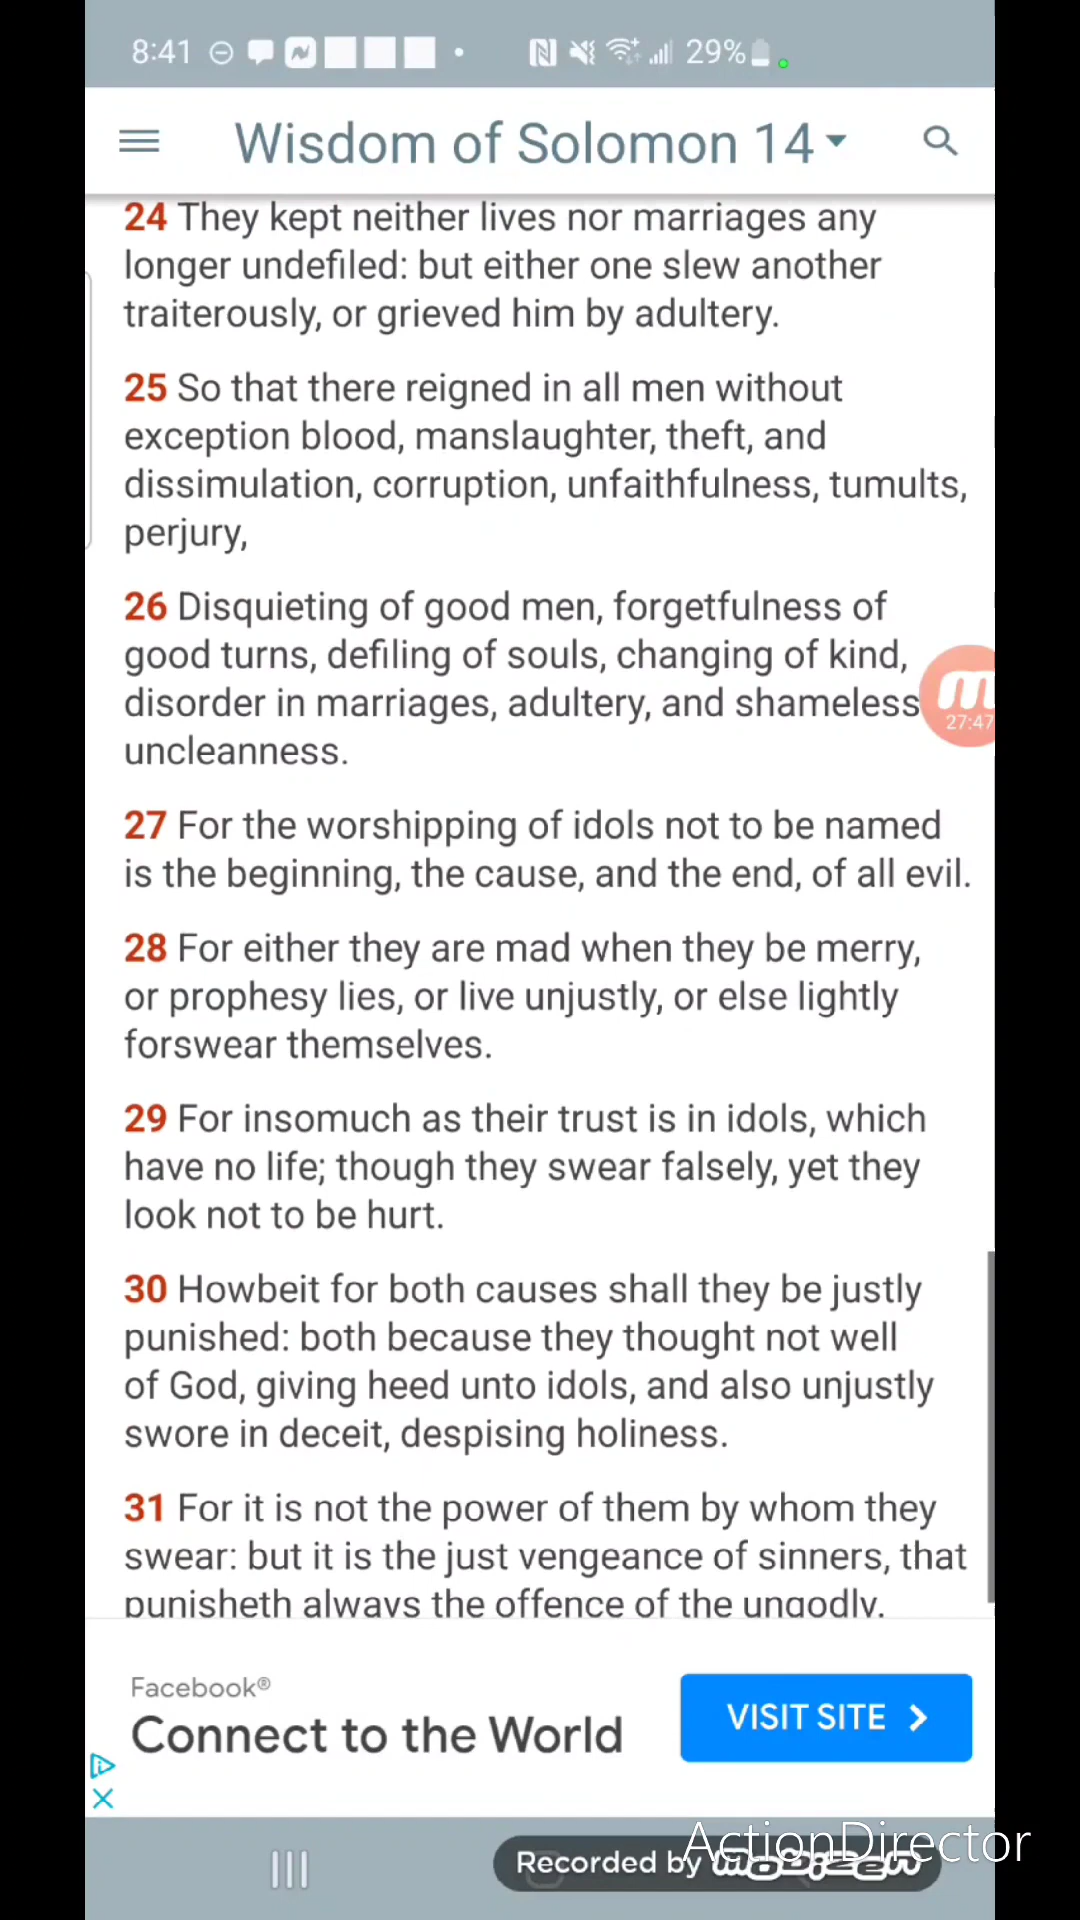 8:41
29%
Wisdom of Solomon 14
24 They kept neither lives nor marriages any
longer undefiled: but either one slew another
traiterously, or grieved him by adultery.
25 So that there reigned in all men without
exception blood, manslaughter, theft, and
dissimulation, corruption, unfaithfulness, tumults,
perjury,
26 Disquieting of good men, forgetfulness of
good turns, defiling of souls, changing of kind,
disorder in marriages, adultery, and shameless
uncleanness.
27:47
27 For the worshipping of idols not to be named
is the beginning, the cause, and the end, of all evil.
28 For either they are mad when they be merry,
or prophesy lies, or live unjustly, or else lightly
forswear themselves.
29 For insomuch as their trust is in idols, which
have no life; though they swear falsely, yet they
look not to be hurt.
30 Howbeit for both causes shall they be justly
punished: both because they thought not well
of God, giving heed unto idols, and also unjustly
swore in deceit, despising holiness.
31 For it is not the power of them by whom they
swear: but it is the just vengeance of sinners, that
punisheth always the offence of the ungodly.
Facebook®
Connect to the World
VISIT SITE
ActionDirector
Recorded by mobizen